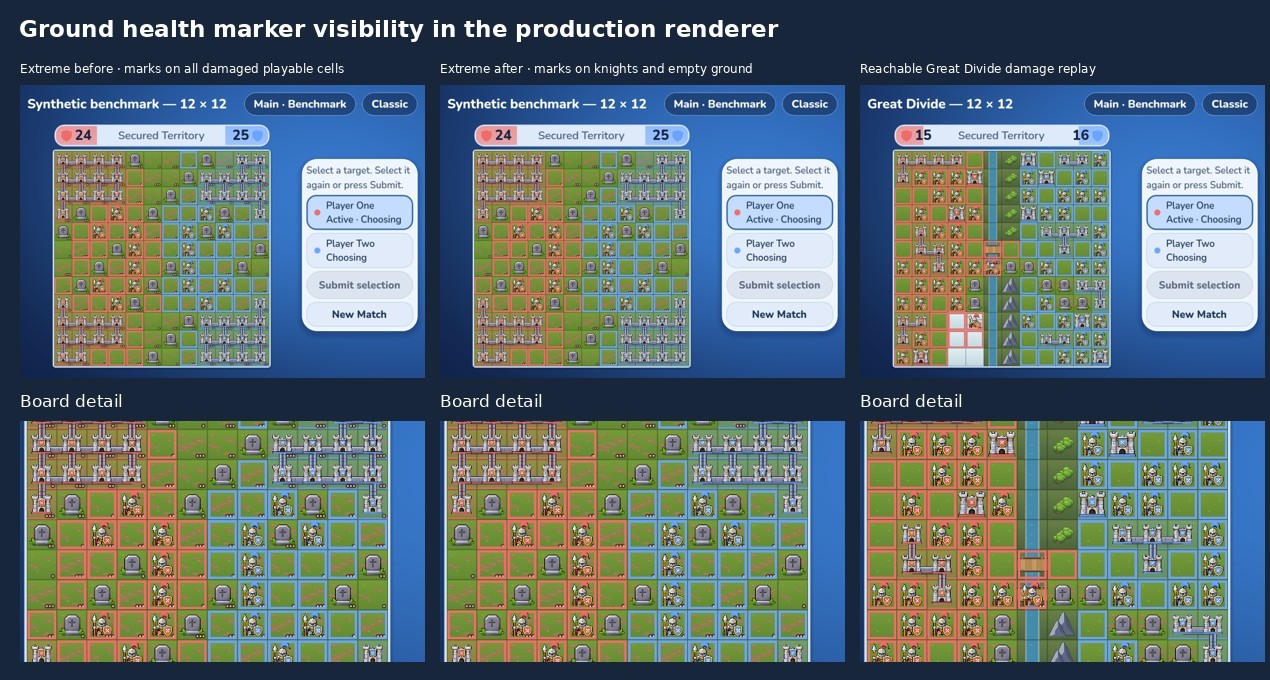 Ground health marker visibility in the production renderer
Extreme before · marks on all damaged playable cells
Extreme after · marks on knights and empty ground
Reachable Great Divide damage replay
Synthetic benchmark — 12 × 12
Main · Benchmark
Classic
24
Secured Territory
25
Select a target. Select it
again or press Submit.
Player One
Active · Choosing
Player Two
Choosing
Submit selection
New Match
Synthetic benchmark — 12 × 12
Main · Benchmark
Classic
24
Secured Territory
25
Select a target. Select it
again or press Submit.
Player One
Active · Choosing
Player Two
Choosing
Submit selection
New Match
Great Divide — 12 × 12
Main · Benchmark
Classic
15
Secured Territory
16
Select a target. Select it
again or press Submit.
Player One
Active · Choosing
Player Two
Choosing
Submit selection
New Match
Board detail
Board detail
Board detail